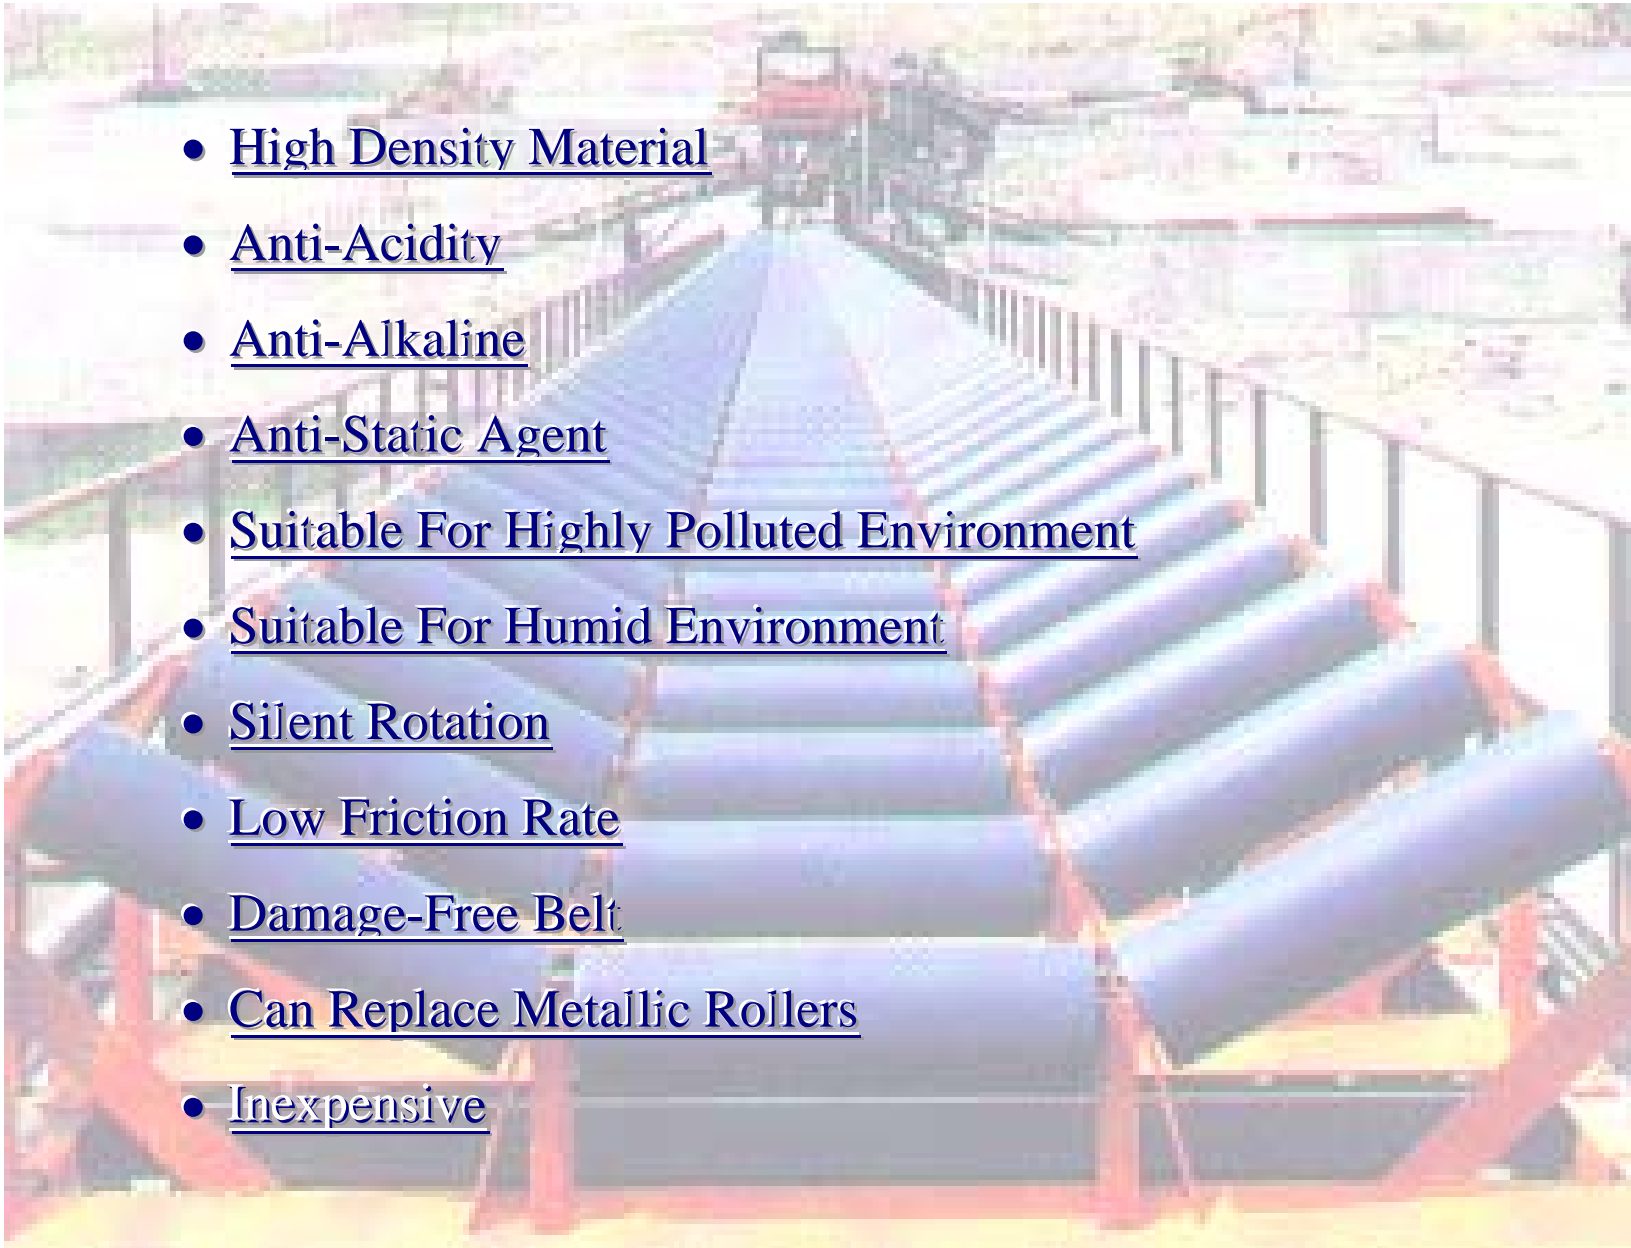 • High Density Material
• Anti-Acidity
• Anti-Alkaline
• Anti-Static Agent
• Suitable For Highly Polluted Environment
• Suitable For Humid Environment
• Silent Rotation
• Low Friction Rate
• Damage-Free Belt
• Can Replace Metallic Rollers
• Inexpensive